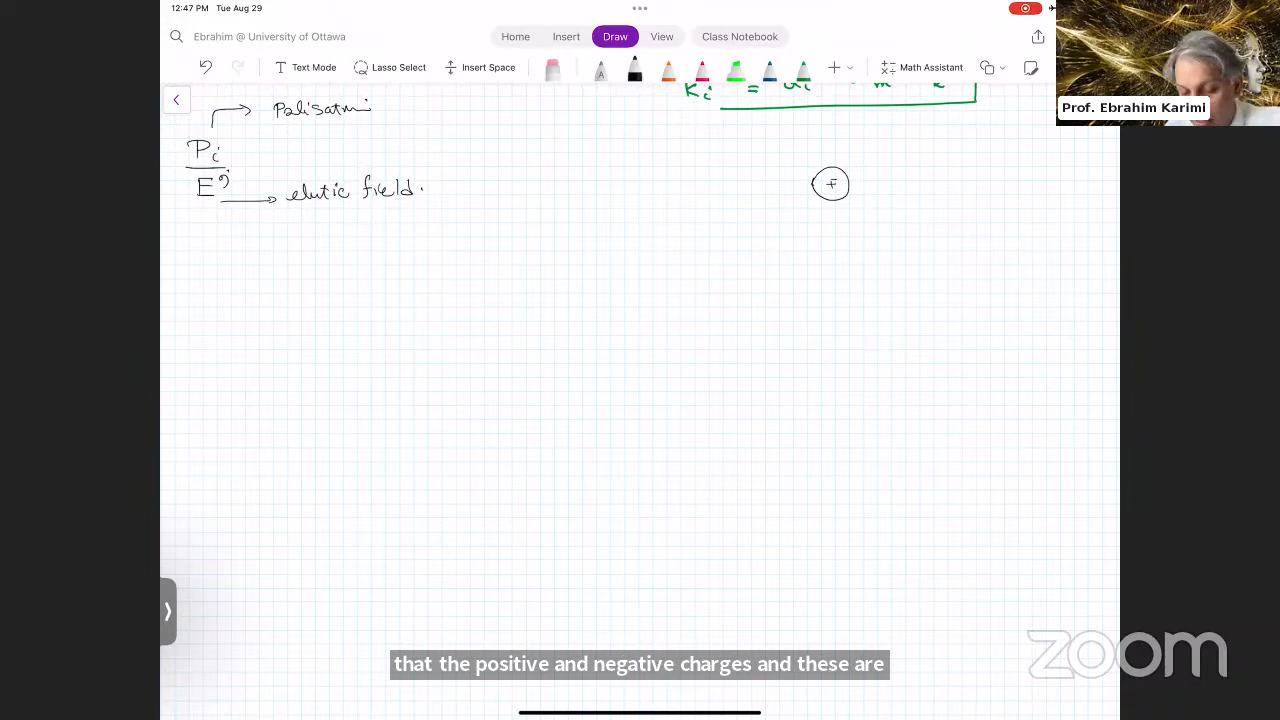 12:47 PM Tue Aug 29
Ebrahim @ University of Ottawa
Home Insert Draw View Class Notebook
Text Mode Lasso Select Insert Space Math Assistant
Prof. Ebrahim Karimi
Ki =
Pi
E
field.
+
that the positive and negative charges and these are
zoom